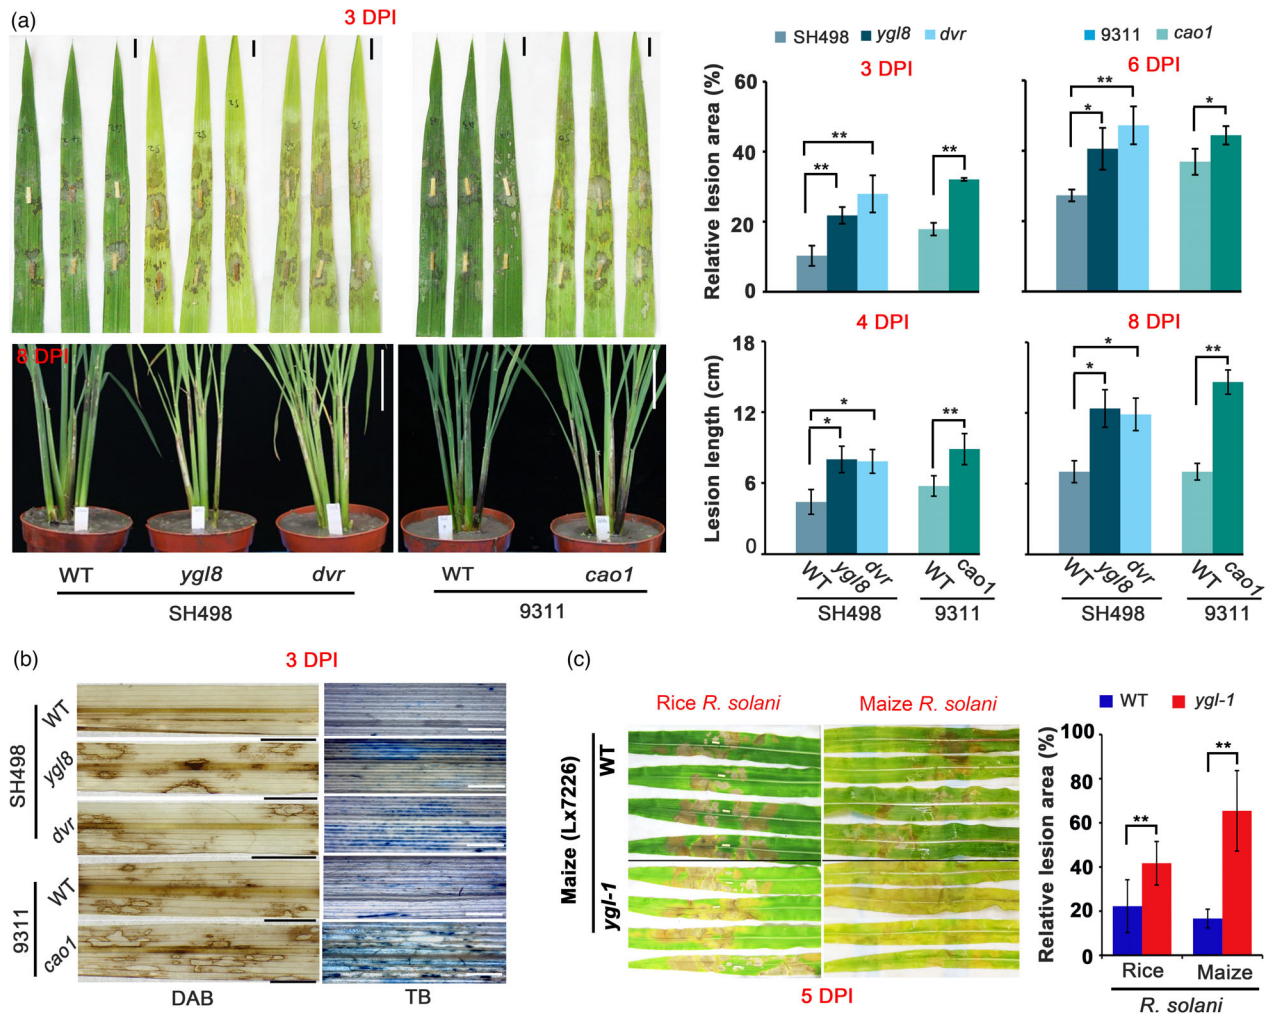 (a)
3 DPI
8 DPI
WT ygl8 dvr
SH498
WT cao1
9311
SH498 ygl8 dvr
9311 cao1
3 DPI
6 DPI
Relative lesion area (%)
60
40
20
0
** **
**
** *
*
4 DPI
8 DPI
Lesion length (cm)
18
12
6
0
* *
**
* *
**
WT ygl8 dvr WT cao1
SH498 9311
WT ygl8 dvr WT cao1
SH498 9311
(b)
3 DPI
SH498
WT
ygl8
dvr
9311
WT
cao1
DAB TB
(c)
Rice R. solani Maize R. solani
Maize (Lx7226)
WT
ygl-1
5 DPI
WT ygl-1
Relative lesion area (%)
100
80
60
40
20
0
**
**
Rice Maize
R. solani